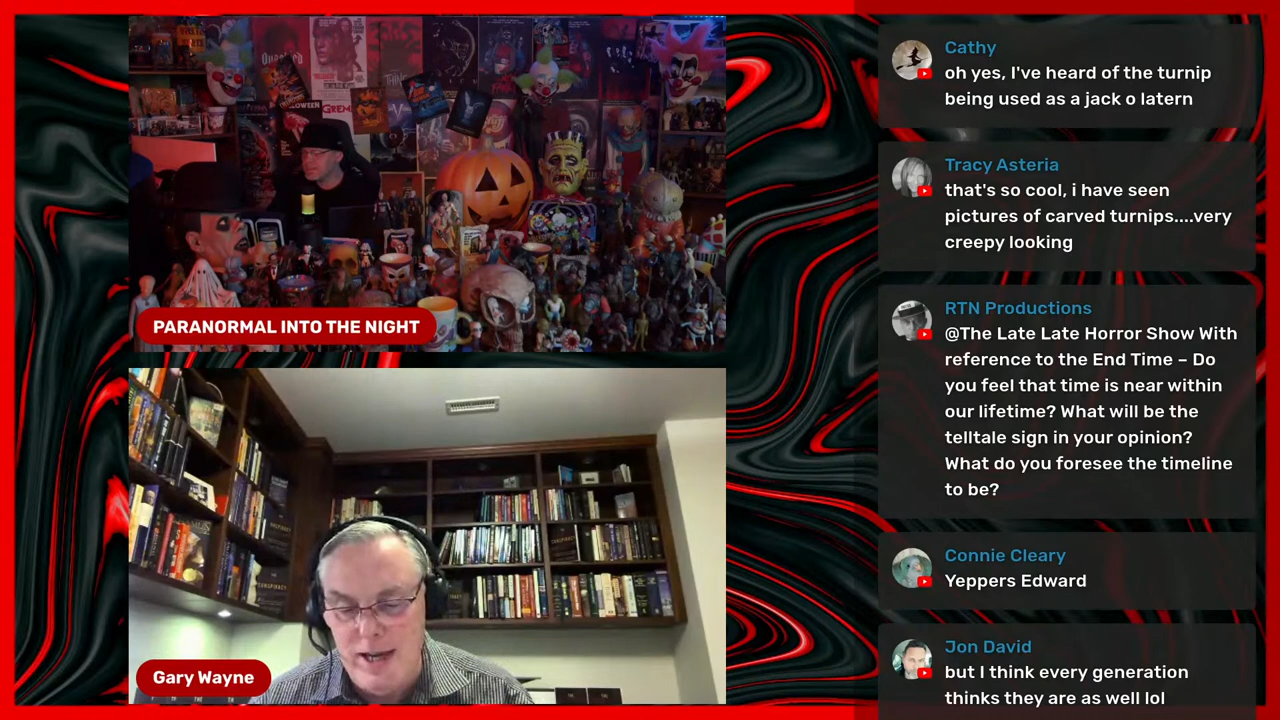 PARANORMAL INTO THE NIGHT
Gary Wayne
Cathy
oh yes, I've heard of the turnip
being used as a jack o latern
Tracy Asteria
that's so cool, i have seen
pictures of carved turnips....very
creepy looking
RTN Productions
@The Late Late Horror Show With
reference to the End Time – Do
you feel that time is near within
our lifetime? What will be the
telltale sign in your opinion?
What do you foresee the timeline
to be?
Connie Cleary
Yeppers Edward
Jon David
but I think every generation
thinks they are as well lol